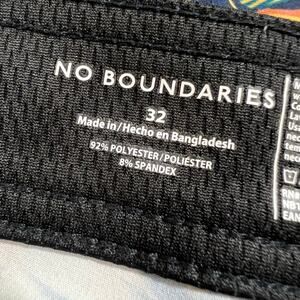 NO BOUNDARIES
32
Made in/Hecho en Bangladesh
92% POLYESTER/POLIÉSTER
8% SPANDEX